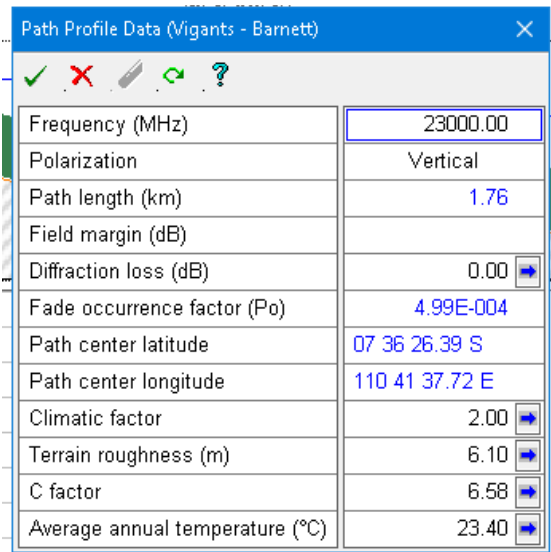 Path Profile Data (Vigants - Barnett)
Frequency (MHz) 23000.00
Polarization Vertical
Path length (km) 1.76
Field margin (dB)
Diffraction loss (dB) 0.00
Fade occurrence factor (Po) 4.99E-004
Path center latitude 07 36 26.39 S
Path center longitude 110 41 37.72 E
Climatic factor 2.00
Terrain roughness (m) 6.10
C factor 6.58
Average annual temperature (°C) 23.40